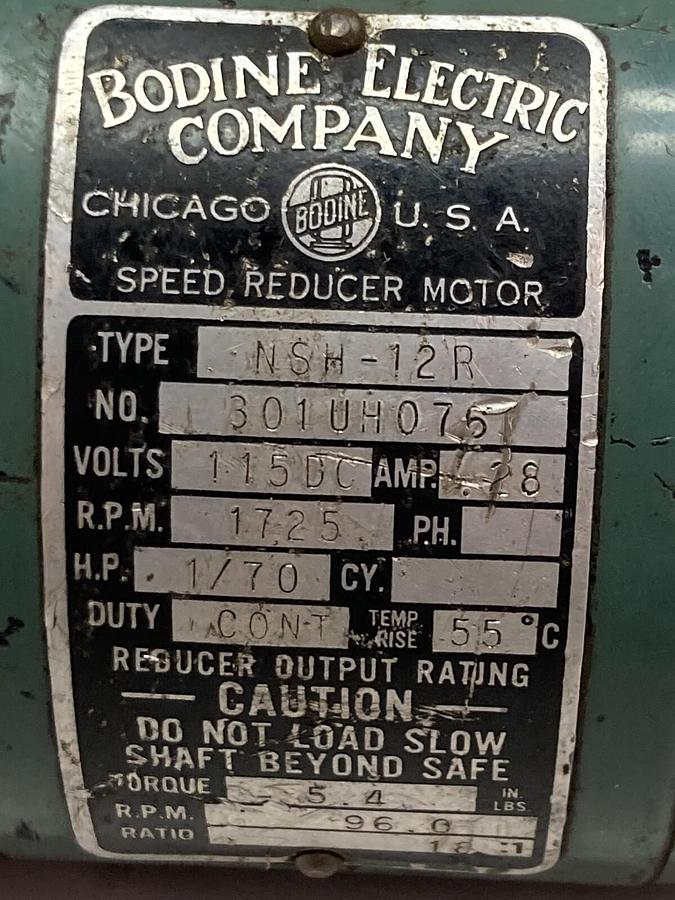 BODINE ELECTRIC
COMPANY
CHICAGO BODINE U. S. A.
SPEED REDUCER MOTOR
TYPE NSH-12R
NO. 301UH076
VOLTS 115DC AMP. .28
R.P.M. 1725 PH.
H.P. 1/70 CY.
DUTY CONT TEMP RISE 55 °C
REDUCER OUTPUT RATING
CAUTION
DO NOT LOAD SLOW
SHAFT BEYOND SAFE
TORQUE 5.4 IN. LBS.
R.P.M. 96.0
RATIO 18 :1